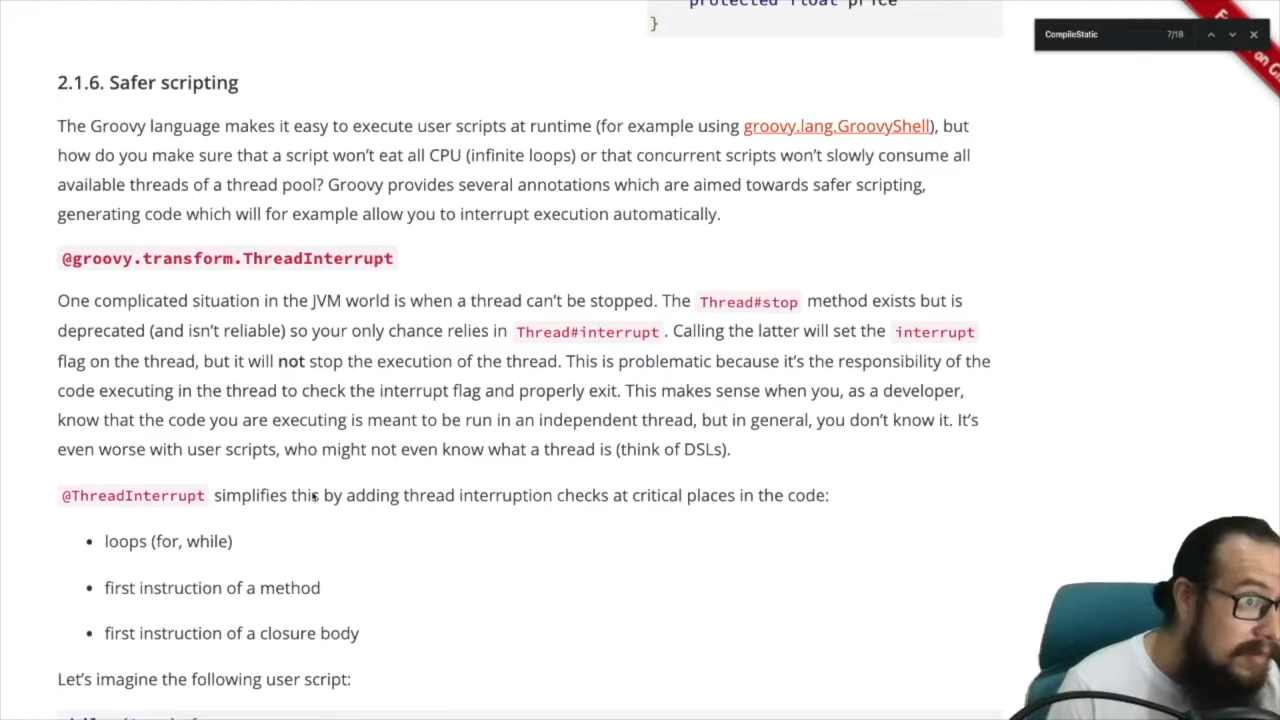 protected float price
}
CompileStatic 7/18
2.1.6. Safer scripting
The Groovy language makes it easy to execute user scripts at runtime (for example using groovy.lang.GroovyShell), but
how do you make sure that a script won’t eat all CPU (infinite loops) or that concurrent scripts won’t slowly consume all
available threads of a thread pool? Groovy provides several annotations which are aimed towards safer scripting,
generating code which will for example allow you to interrupt execution automatically.
@groovy.transform.ThreadInterrupt
One complicated situation in the JVM world is when a thread can’t be stopped. The Thread#stop method exists but is
deprecated (and isn’t reliable) so your only chance relies in Thread#interrupt. Calling the latter will set the interrupt
flag on the thread, but it will not stop the execution of the thread. This is problematic because it’s the responsibility of the
code executing in the thread to check the interrupt flag and properly exit. This makes sense when you, as a developer,
know that the code you are executing is meant to be run in an independent thread, but in general, you don’t know it. It’s
even worse with user scripts, who might not even know what a thread is (think of DSLs).
@ThreadInterrupt simplifies this by adding thread interruption checks at critical places in the code:
• loops (for, while)
• first instruction of a method
• first instruction of a closure body
Let’s imagine the following user script: